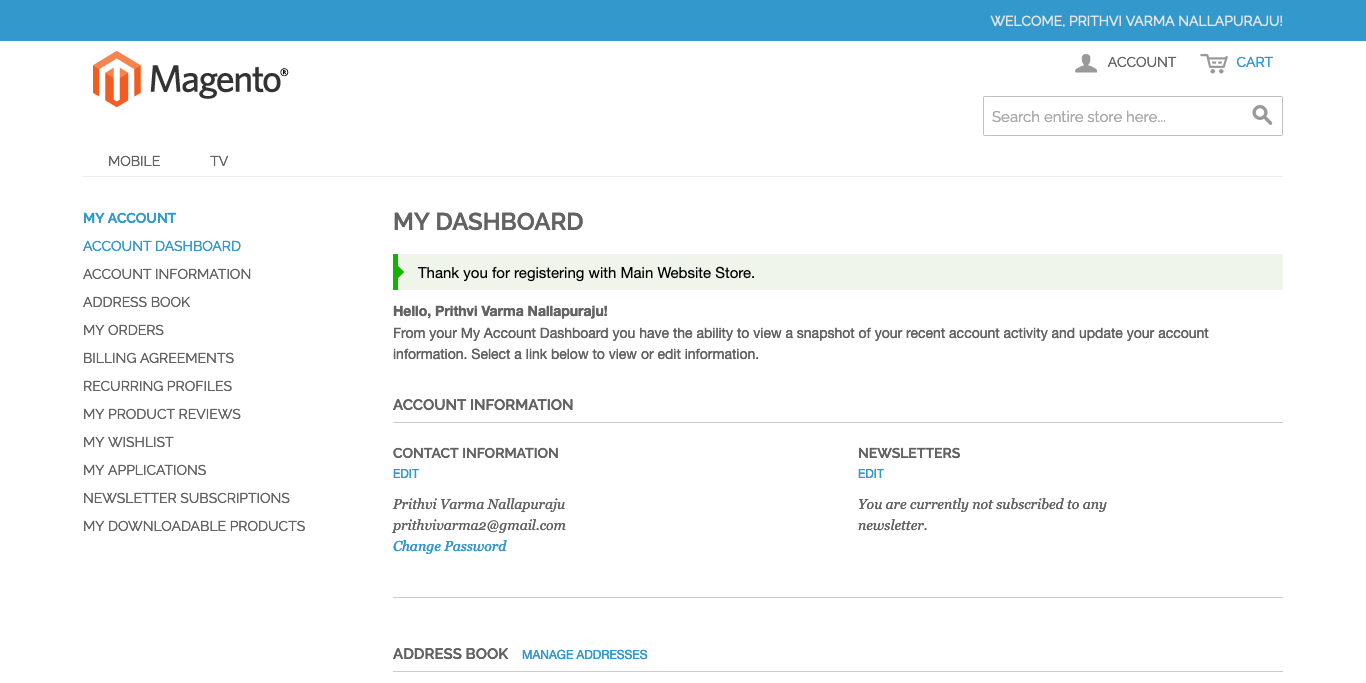 WELCOME, PRITHVI VARMA NALLAPURAJU!
Magento®
ACCOUNT
CART
Search entire store here...
MOBILE
TV
MY ACCOUNT
ACCOUNT DASHBOARD
ACCOUNT INFORMATION
ADDRESS BOOK
MY ORDERS
BILLING AGREEMENTS
RECURRING PROFILES
MY PRODUCT REVIEWS
MY WISHLIST
MY APPLICATIONS
NEWSLETTER SUBSCRIPTIONS
MY DOWNLOADABLE PRODUCTS
MY DASHBOARD
Thank you for registering with Main Website Store.
Hello, Prithvi Varma Nallapuraju!
From your My Account Dashboard you have the ability to view a snapshot of your recent account activity and update your account
information. Select a link below to view or edit information.
ACCOUNT INFORMATION
CONTACT INFORMATION
EDIT
Prithvi Varma Nallapuraju
prithvivarma2@gmail.com
Change Password
NEWSLETTERS
EDIT
You are currently not subscribed to any
newsletter.
ADDRESS BOOK
MANAGE ADDRESSES